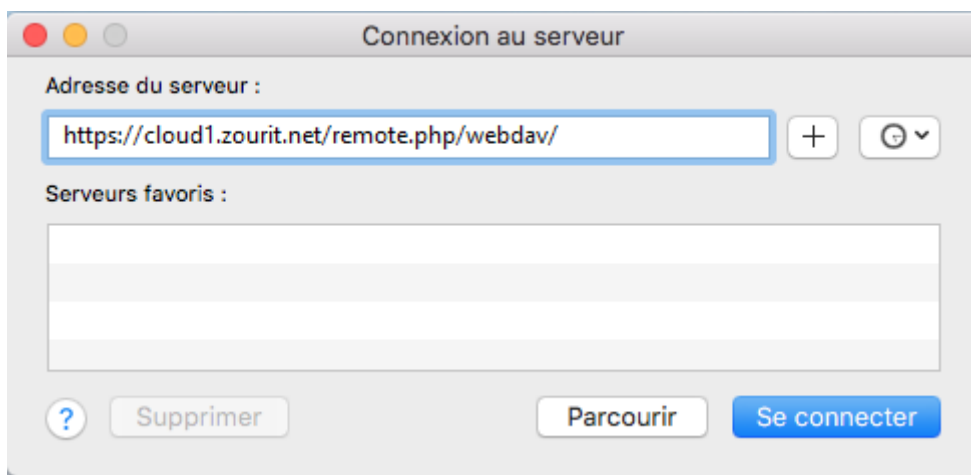 Connexion au serveur
Adresse du serveur :
https://cloud1.zourit.net/remote.php/webdav/
Serveurs favoris :
? Supprimer Parcourir Se connecter